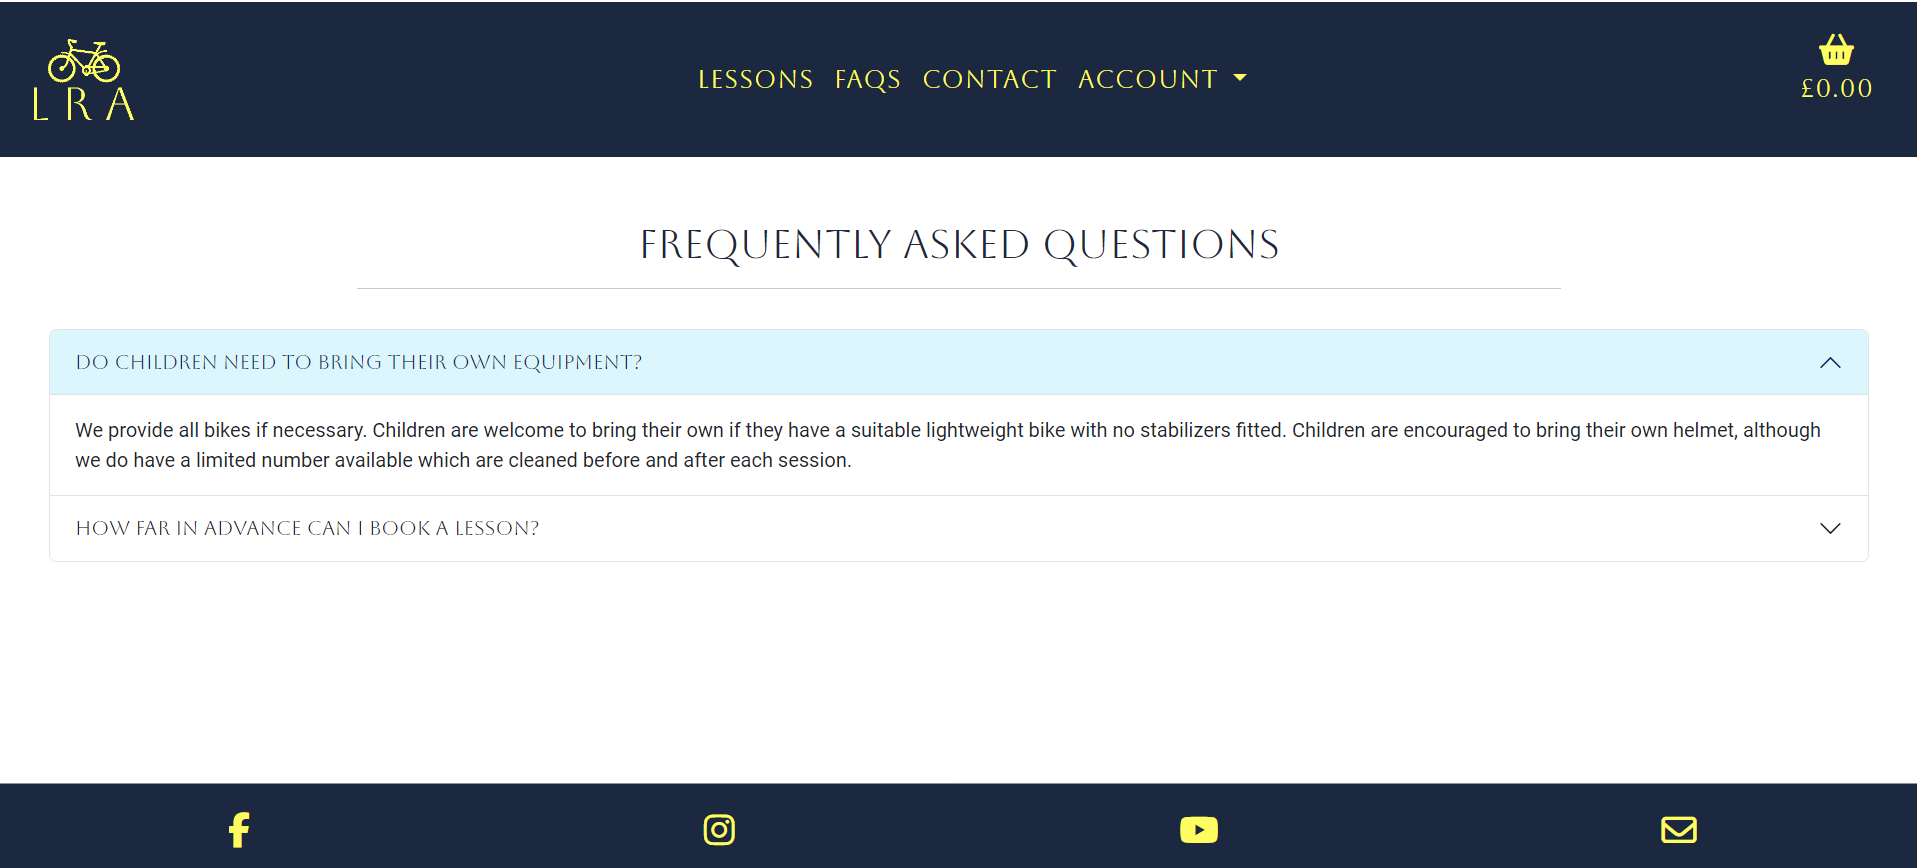 L R A
LESSONS FAQS CONTACT ACCOUNT
£0.00
FREQUENTLY ASKED QUESTIONS
DO CHILDREN NEED TO BRING THEIR OWN EQUIPMENT?
We provide all bikes if necessary. Children are welcome to bring their own if they have a suitable lightweight bike with no stabilizers fitted. Children are encouraged to bring their own helmet, although
we do have a limited number available which are cleaned before and after each session.
HOW FAR IN ADVANCE CAN I BOOK A LESSON?